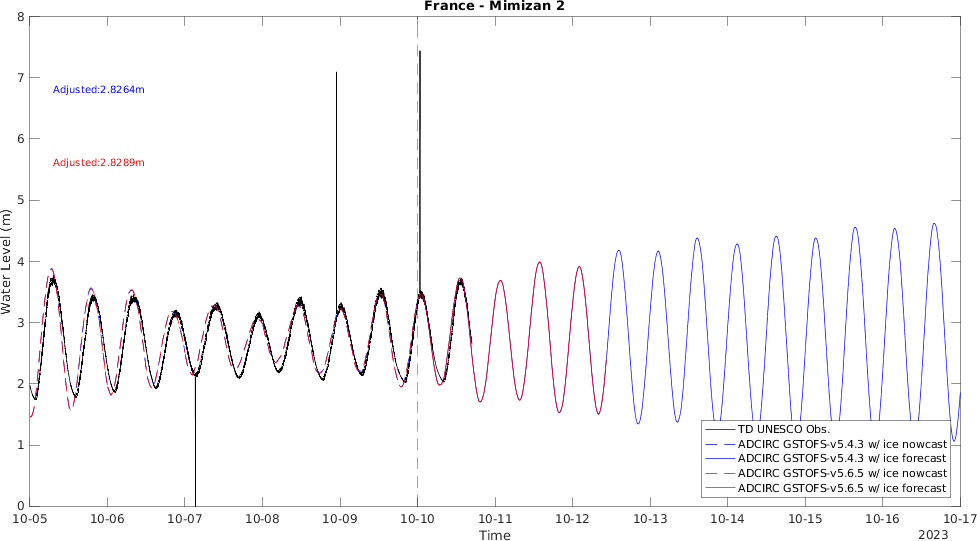 France - Mimizan 2
8
7
6
5
4
3
2
1
0
Water Level (m)
Adjusted:2.8264m
Adjusted:2.8289m
TD UNESCO Obs.
ADCIRC GSTOFS-v5.4.3 w/ ice nowcast
ADCIRC GSTOFS-v5.4.3 w/ ice forecast
ADCIRC GSTOFS-v5.6.5 w/ ice nowcast
ADCIRC GSTOFS-v5.6.5 w/ ice forecast
10-05 10-06 10-07 10-08 10-09 10-10 10-11 10-12 10-13 10-14 10-15 10-16 10-17
Time
2023